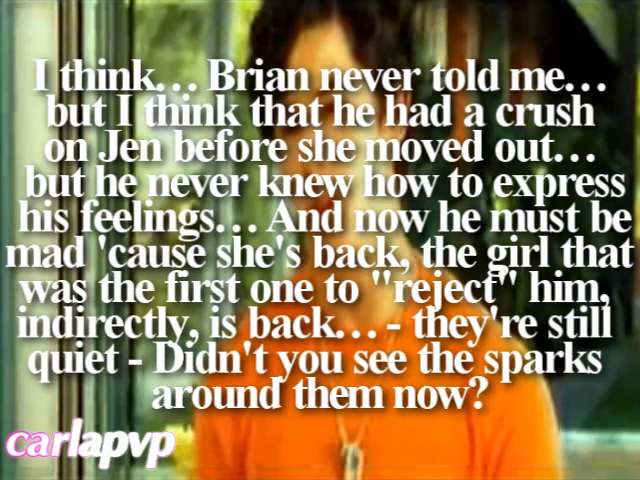 I think… Brian never told me…
but I think that he had a crush
on Jen before she moved out…
but he never knew how to express
his feelings… And now he must be
mad 'cause she's back, the girl that
was the first one to "reject" him,
indirectly, is back… - they're still
quiet - Didn't you see the sparks
around them now?
carlapvp